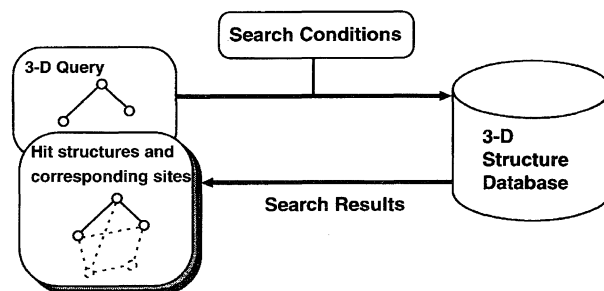 Search Conditions
3-D Query
Hit structures and
corresponding sites
3-D
Structure
Database
Search Results